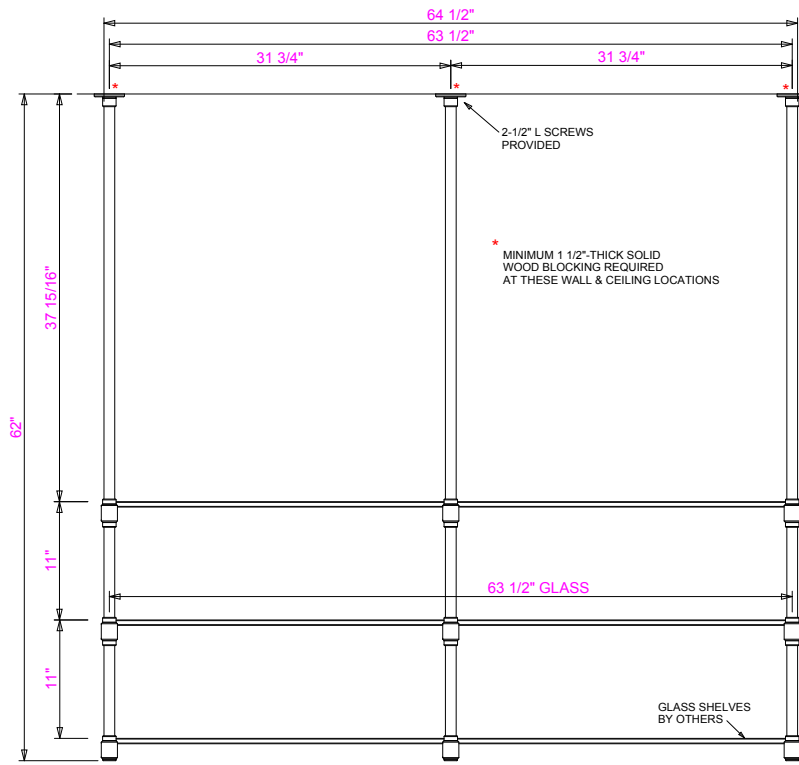 64 1/2"
63 1/2"
31 3/4"
31 3/4"
*
*
*
2-1/2" L SCREWS
PROVIDED
*
MINIMUM 1 1/2"-THICK SOLID
WOOD BLOCKING REQUIRED
AT THESE WALL & CEILING LOCATIONS
37 15/16"
62"
11"
63 1/2" GLASS
11"
GLASS SHELVES
BY OTHERS